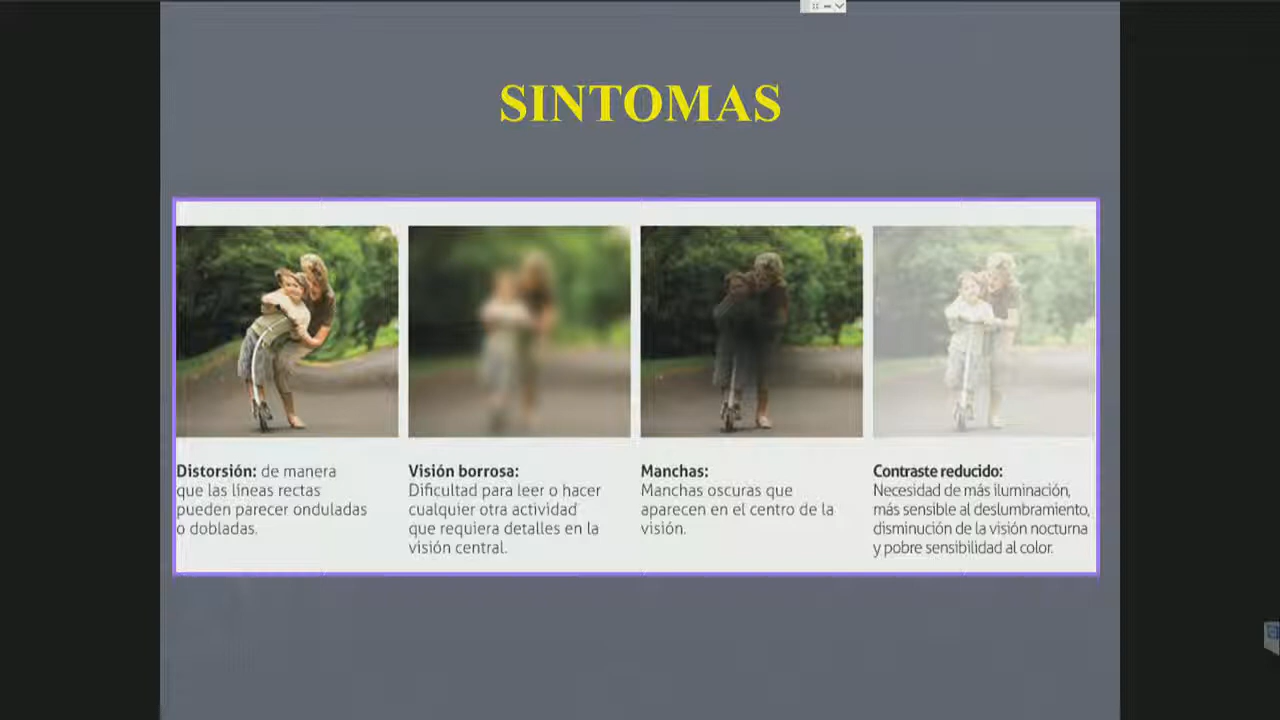 SINTOMAS
Distorsión: de manera
que las líneas rectas
pueden parecer onduladas
o dobladas.
Visión borrosa:
Dificultad para leer o hacer
cualquier otra actividad
que requiera detalles en la
visión central.
Manchas:
Manchas oscuras que
aparecen en el centro de la
visión.
Contraste reducido:
Necesidad de más iluminación,
más sensible al deslumbramiento,
disminución de la visión nocturna
y pobre sensibilidad al color.